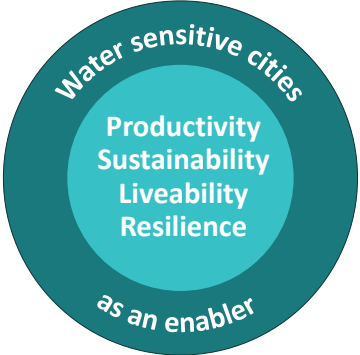 Water sensitive cities
Productivity
Sustainability
Liveability
Resilience
as an enabler